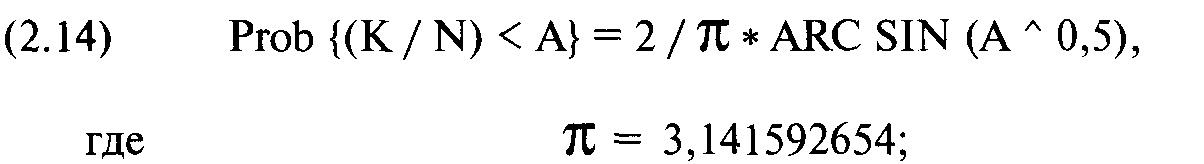 (2.14) Prob {(K / N) < A} = 2 / π * ARC SIN (A ^ 0,5),
где π = 3,141592654;